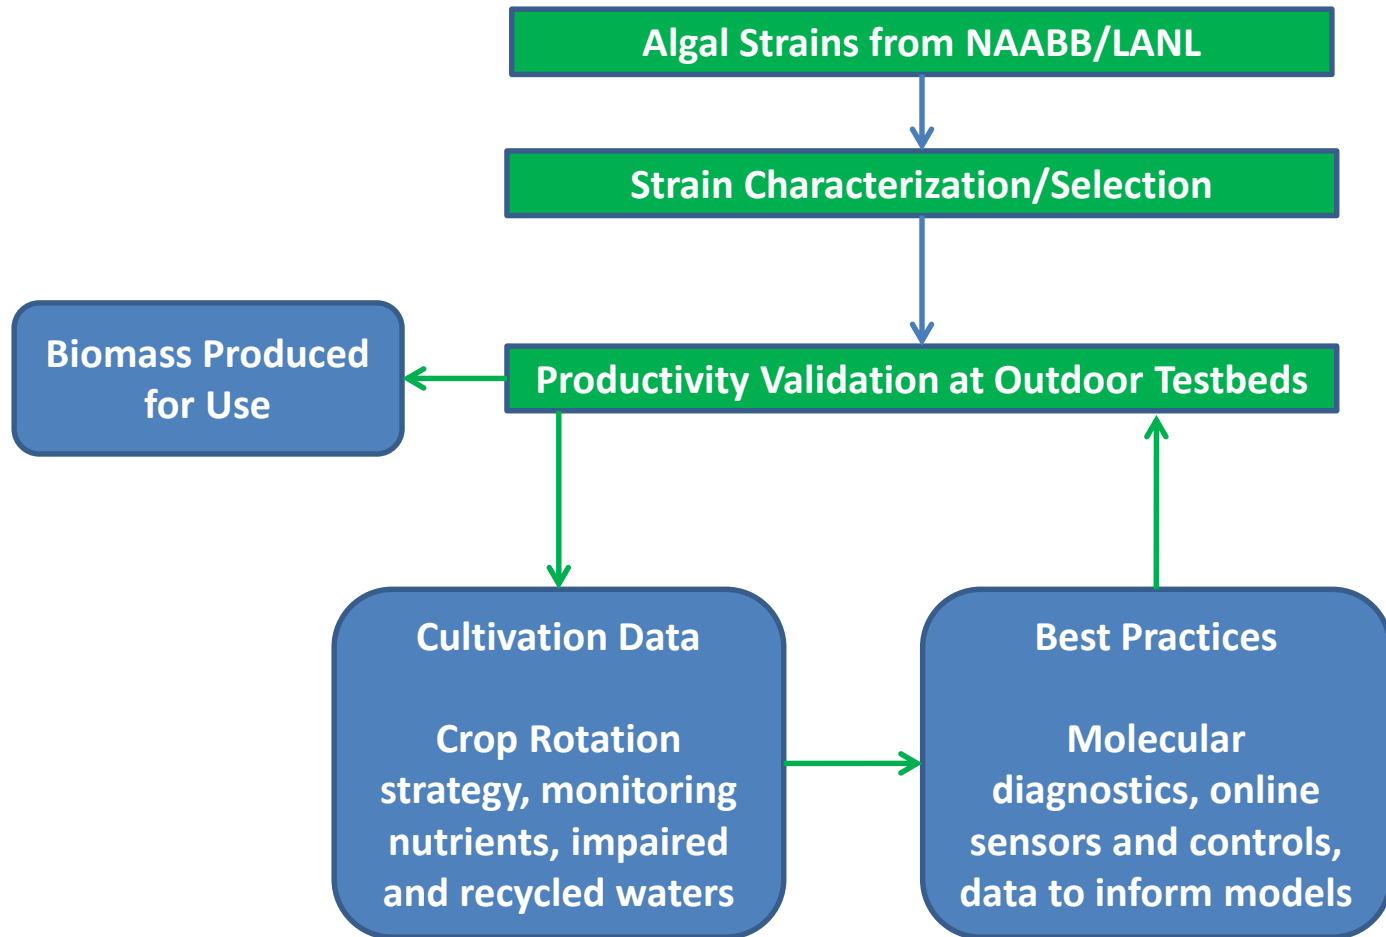 Algal Strains from NAABB/LANL
Strain Characterization/Selection
Biomass Produced
for Use
Productivity Validation at Outdoor Testbeds
Cultivation Data
Crop Rotation
strategy, monitoring
nutrients, impaired
and recycled waters
Best Practices
Molecular
diagnostics, online
sensors and controls,
data to inform models